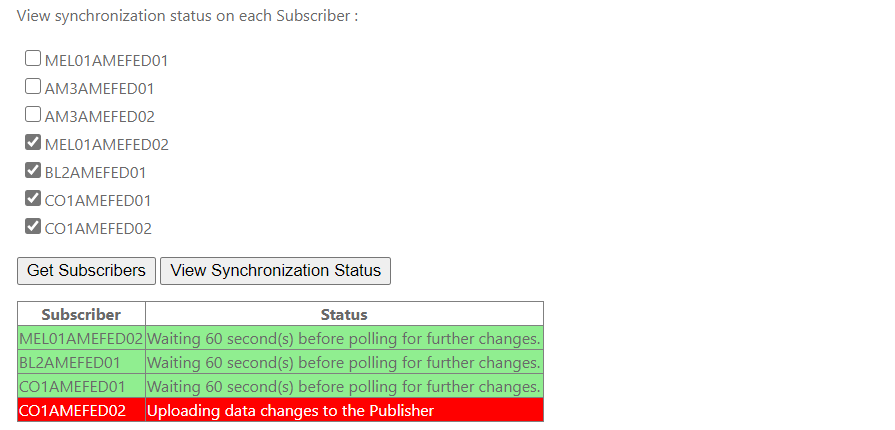 View synchronization status on each Subscriber :
MEL01AMEFED01
AM3AMEFED01
AM3AMEFED02
MEL01AMEFED02
BL2AMEFED01
CO1AMEFED01
CO1AMEFED02
Get Subscribers View Synchronization Status
Subscriber Status
MEL01AMEFED02 Waiting 60 second(s) before polling for further changes.
BL2AMEFED01 Waiting 60 second(s) before polling for further changes.
CO1AMEFED01 Waiting 60 second(s) before polling for further changes.
CO1AMEFED02 Uploading data changes to the Publisher